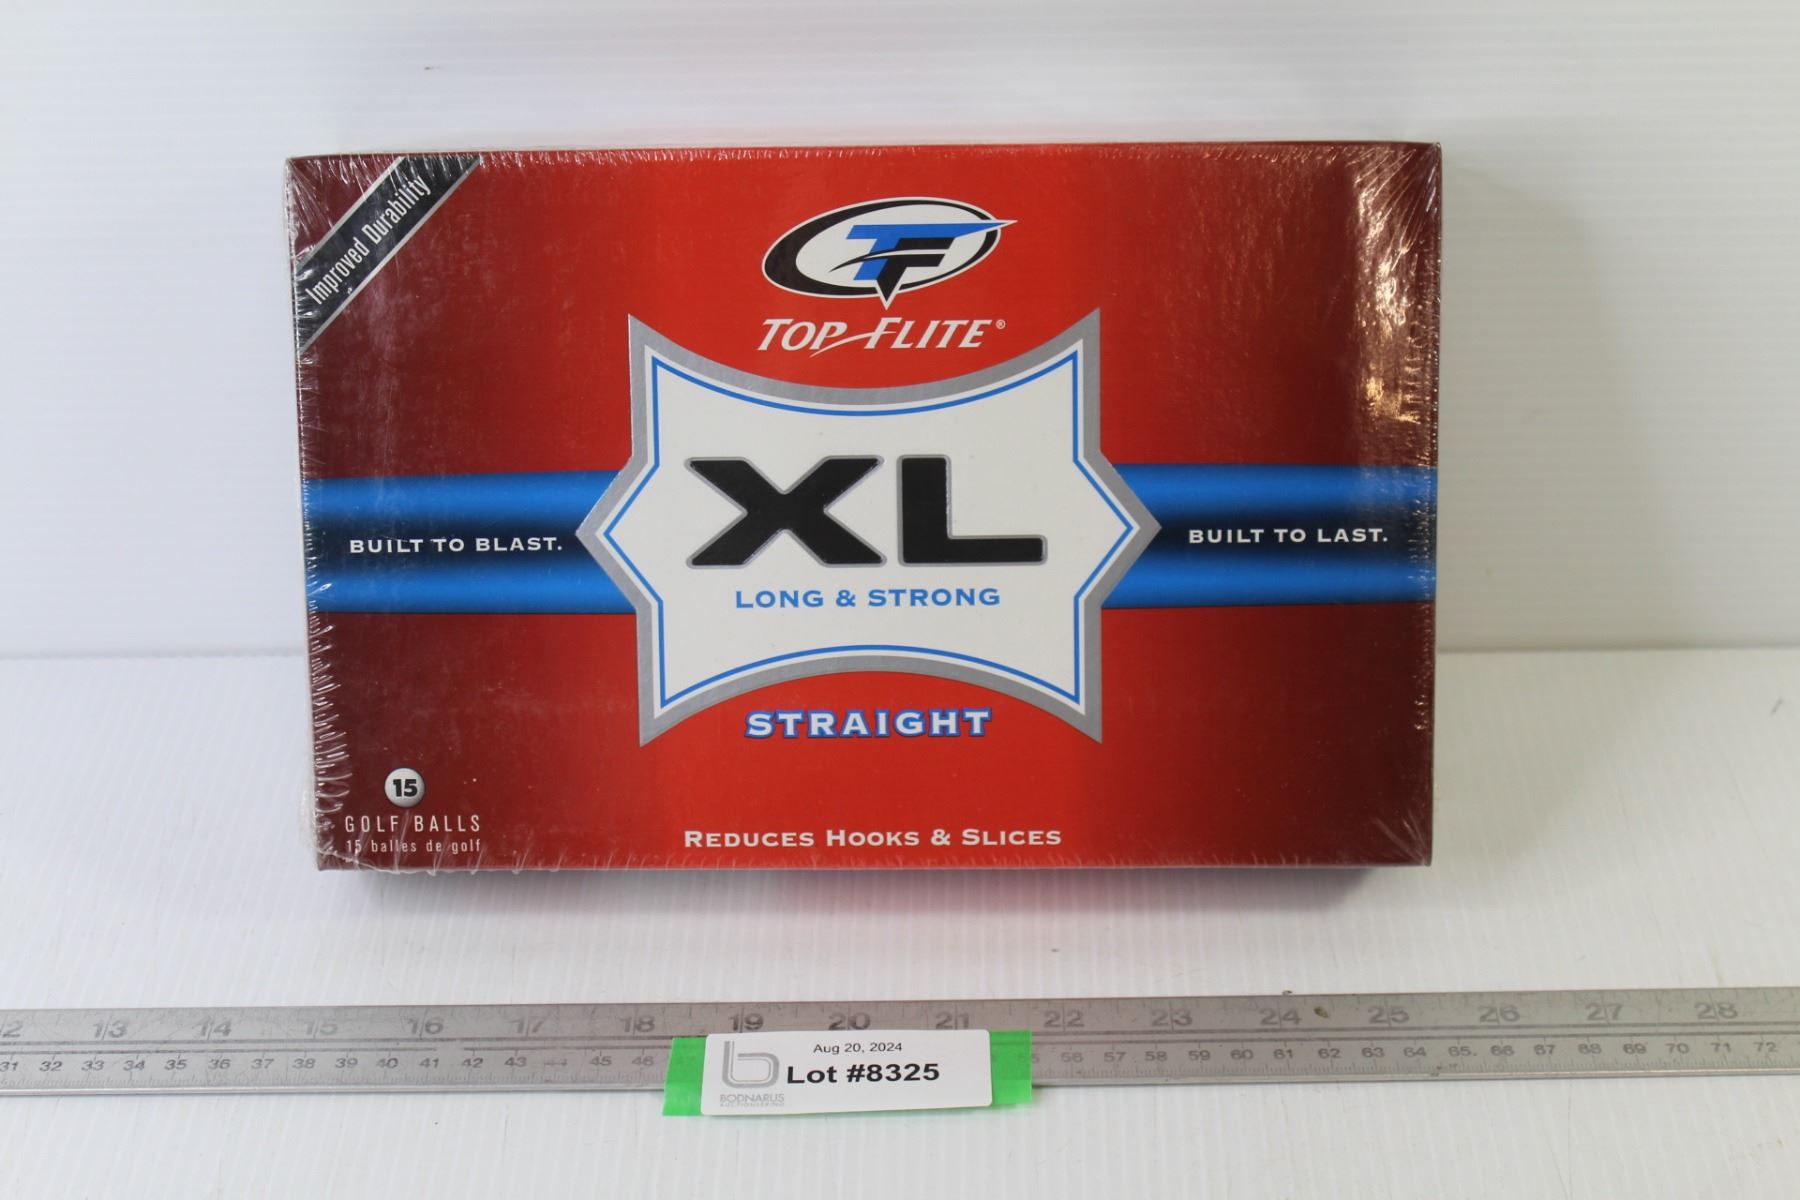 Improved Durability
TF
TOP FLITE®
XL
LONG & STRONG
BUILT TO BLAST.
BUILT TO LAST.
STRAIGHT
15
GOLF BALLS
15 balles de golf
REDUCES HOOKS & SLICES
2 13 14 15 16 17 18 19 20 21 22 23 24 25 26 27 28
31 32 33 34 35 36 37 38 39 40 41 42 43 44 45 46 56 57 58 59 60 61 62 63 64 65. 66 67 68 69 70 71 72
Aug 20, 2024
Lot #8325
b
BODNARUS
AUCTIONEERING